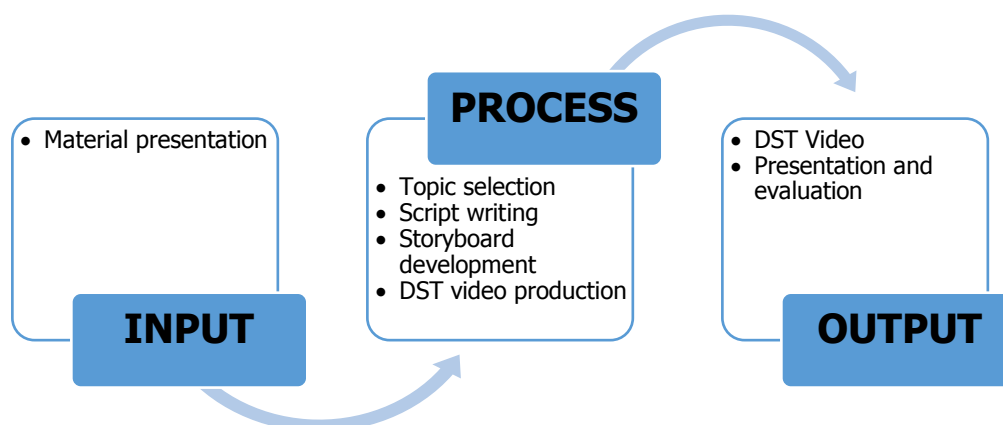 • Material presentation
INPUT
PROCESS
• Topic selection
• Script writing
• Storyboard
development
• DST video production
• DST Video
• Presentation and
evaluation
OUTPUT